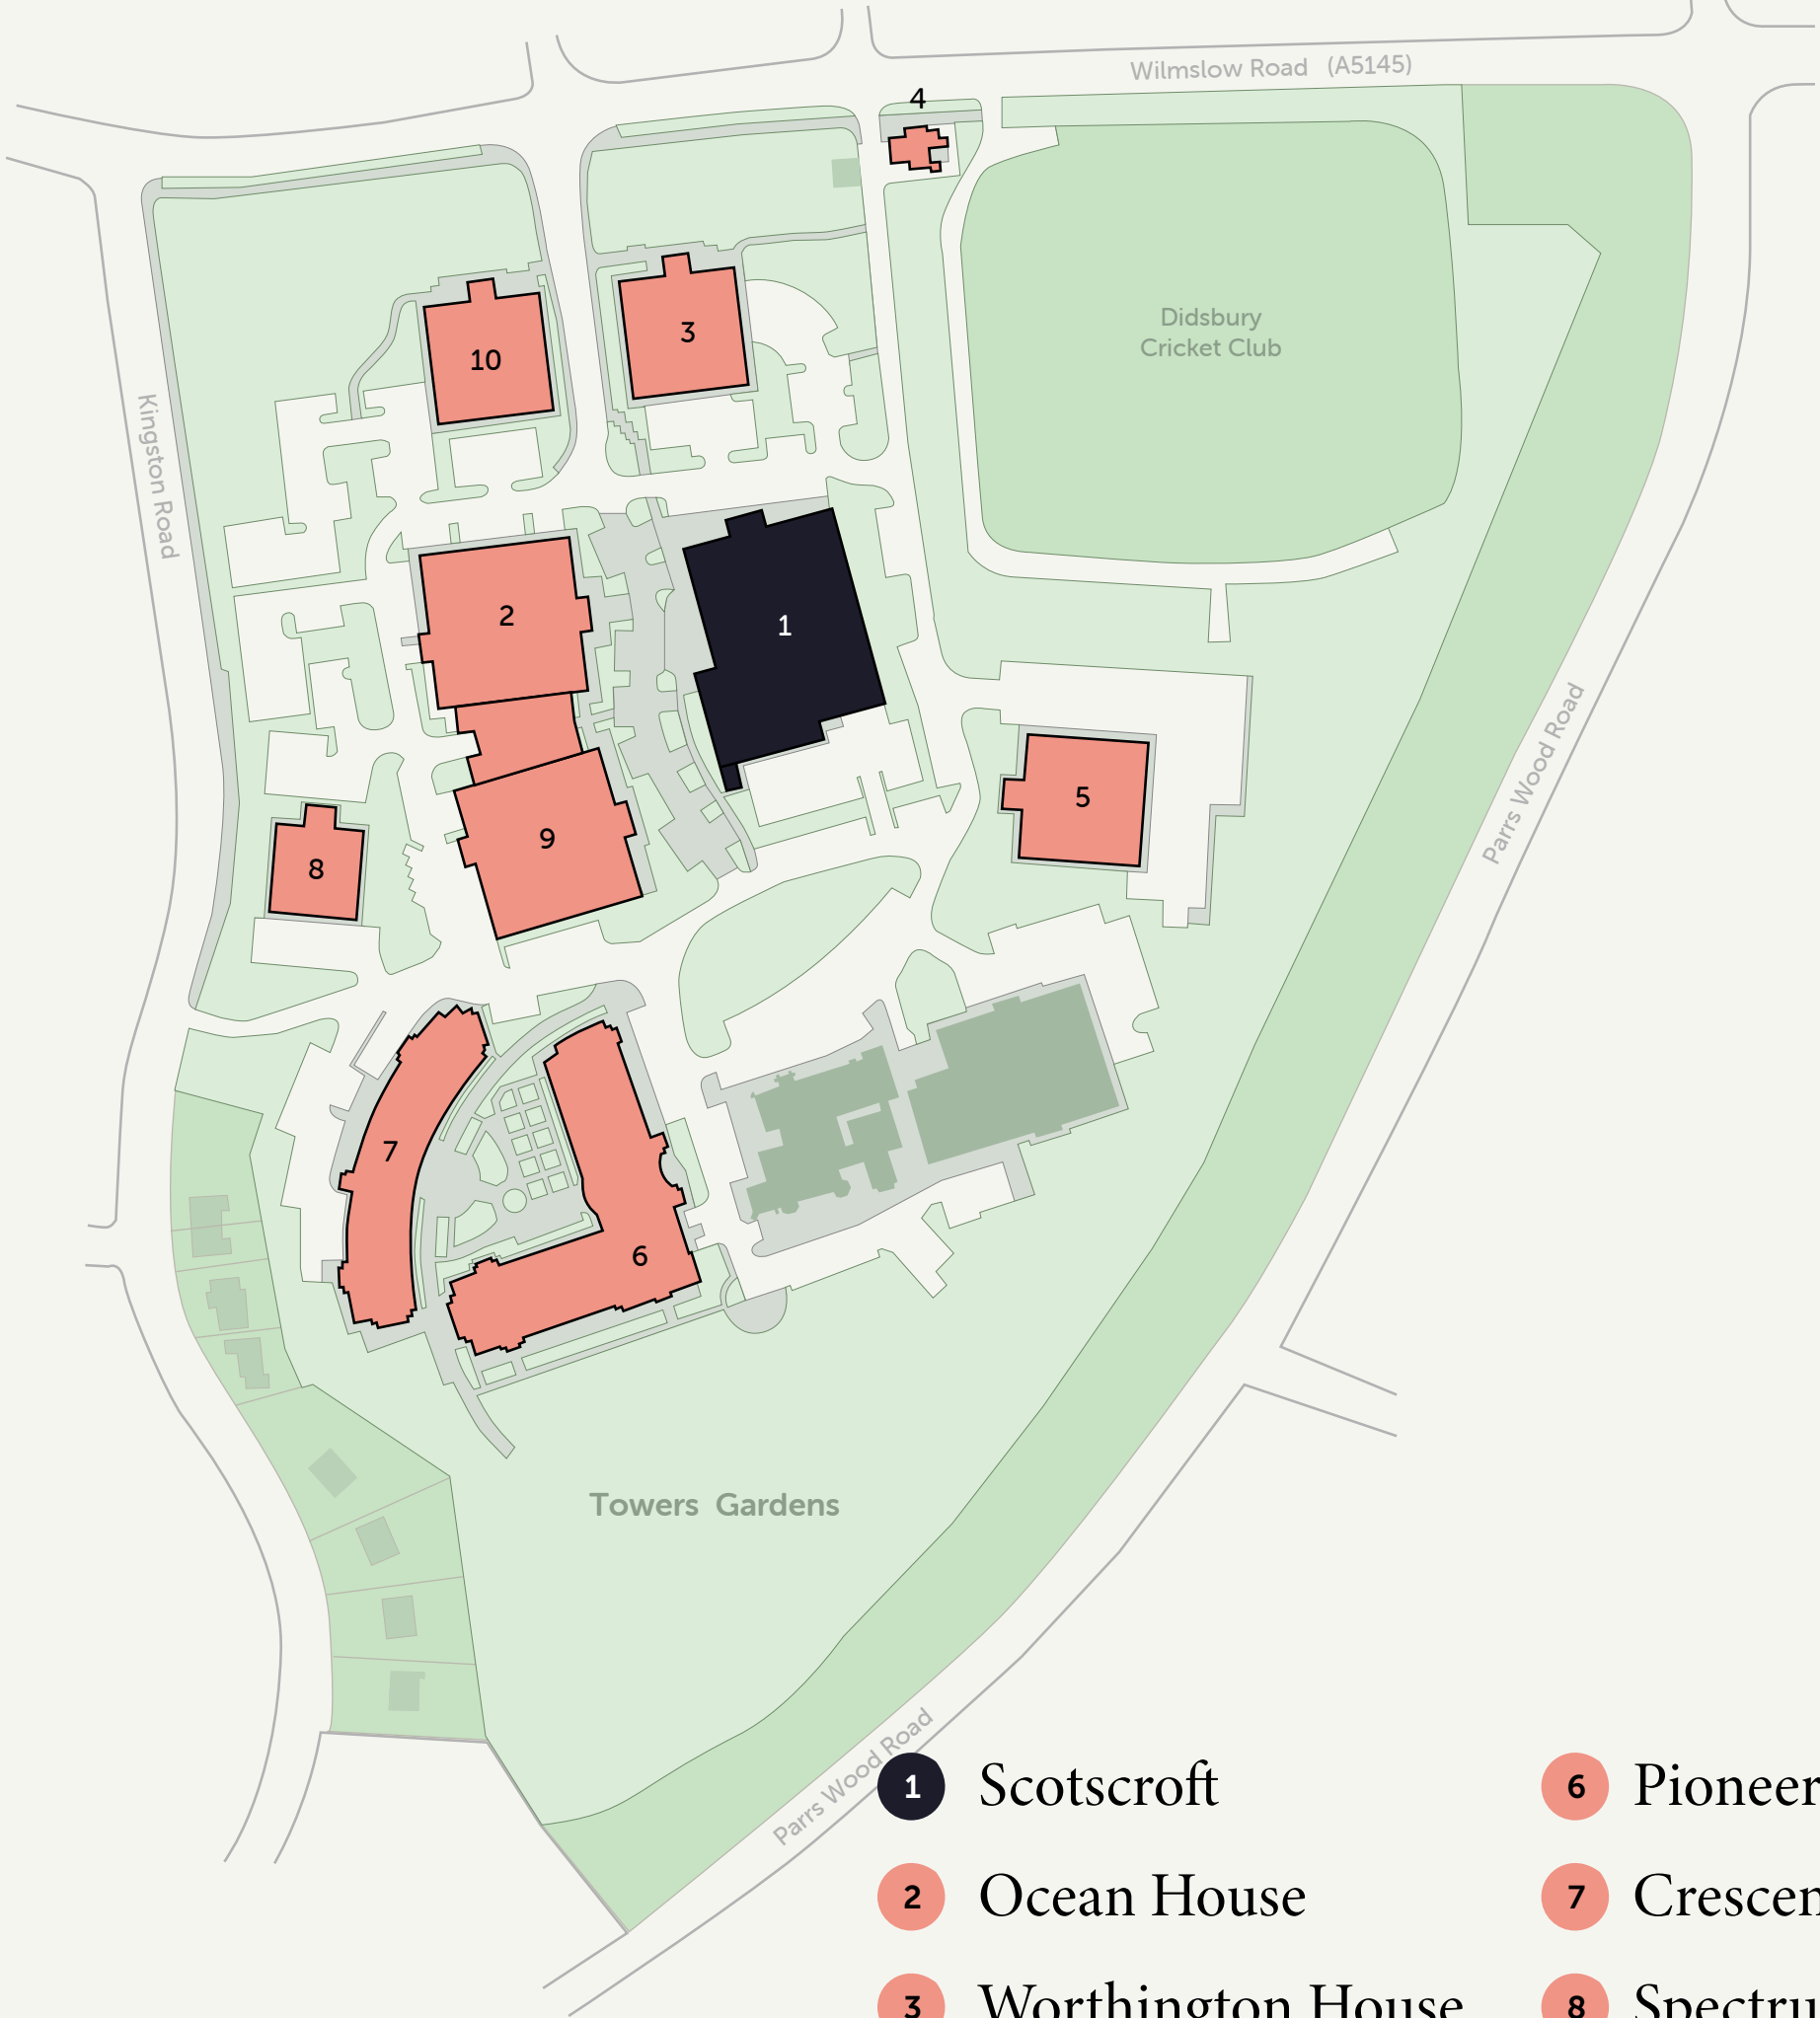 Wilmslow Road (A5145)
4
Didsbury
Cricket Club
3
10
Kingston Road
2
1
Parrs Wood Road
5
9
8
7
6
Towers Gardens
Parrs Wood Road
1 Scotscroft
2 Ocean House
3 Worthington House
6 Pioneer
7 Crescen
8 Spectru